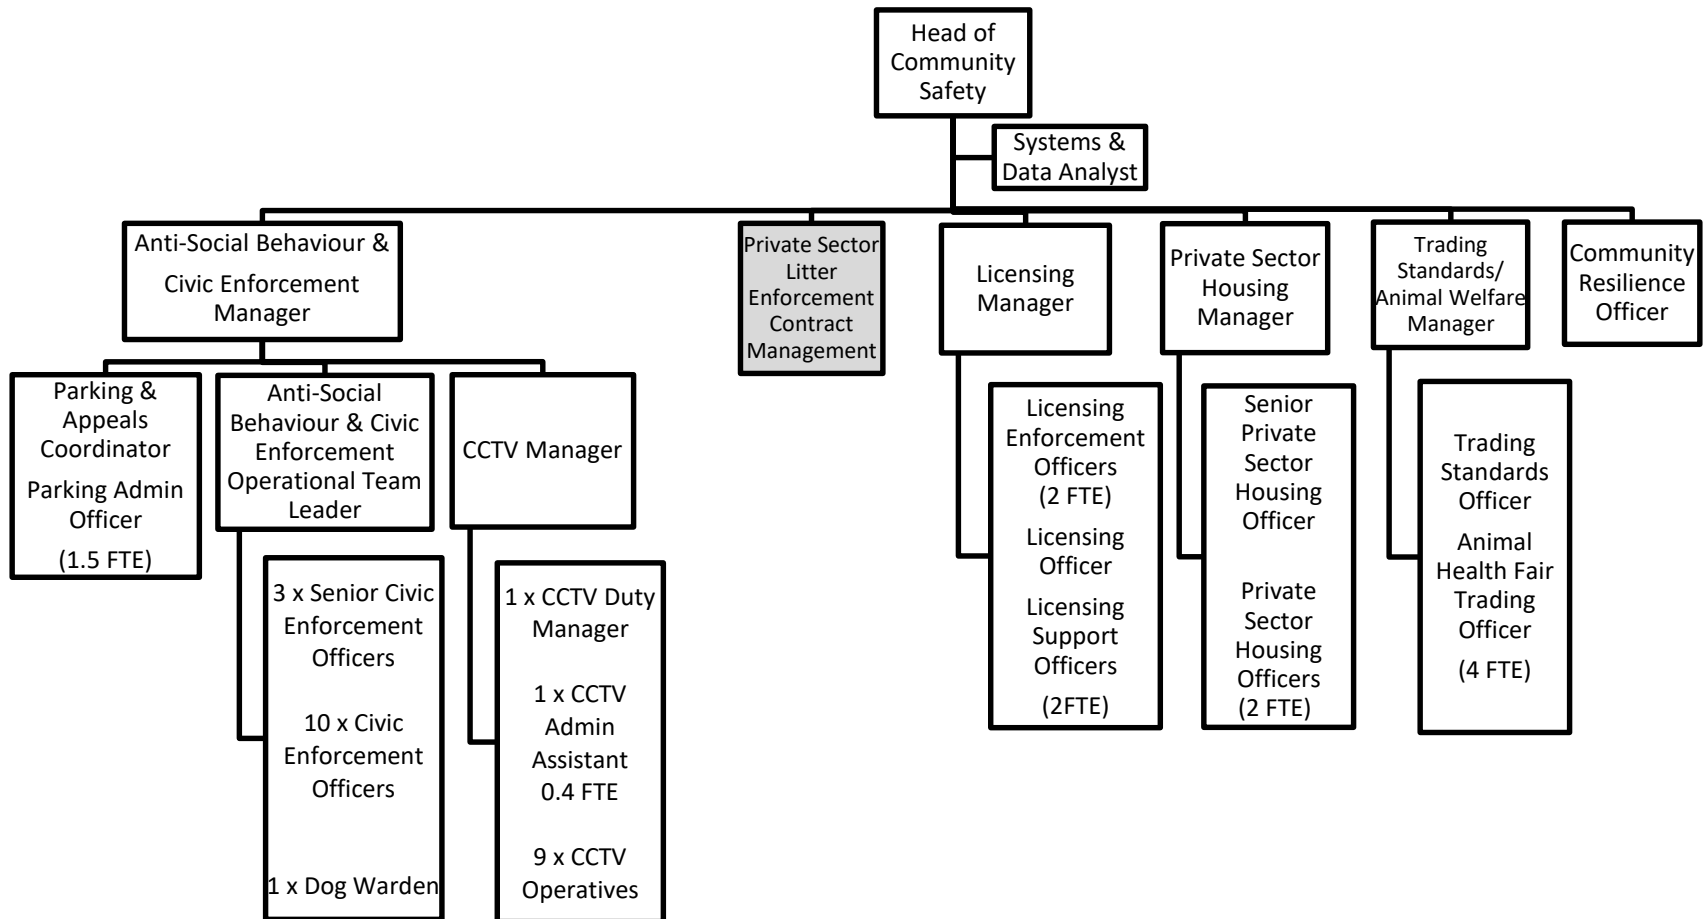 Head of
Community
Safety
Systems &
Data Analyst
Anti-Social Behaviour &
Civic Enforcement
Manager
Private Sector
Litter
Enforcement
Contract
Management
Licensing
Manager
Private Sector
Housing
Manager
Trading
Standards/
Animal Welfare
Manager
Community
Resilience
Officer
Parking &
Appeals
Coordinator
Parking Admin
Officer
(1.5 FTE)
Anti-Social
Behaviour & Civic
Enforcement
Operational Team
Leader
CCTV Manager
Licensing
Enforcement
Officers
(2 FTE)
Licensing
Officer
Licensing
Support
Officers
(2FTE)
Senior
Private
Sector
Housing
Officer
Private
Sector
Housing
Officers
(2 FTE)
Trading
Standards
Officer
Animal
Health Fair
Trading
Officer
(4 FTE)
3 x Senior Civic
Enforcement
Officers
10 x Civic
Enforcement
Officers
1 x Dog Warden
1 x CCTV Duty
Manager
1 x CCTV
Admin
Assistant
0.4 FTE
9 x CCTV
Operatives